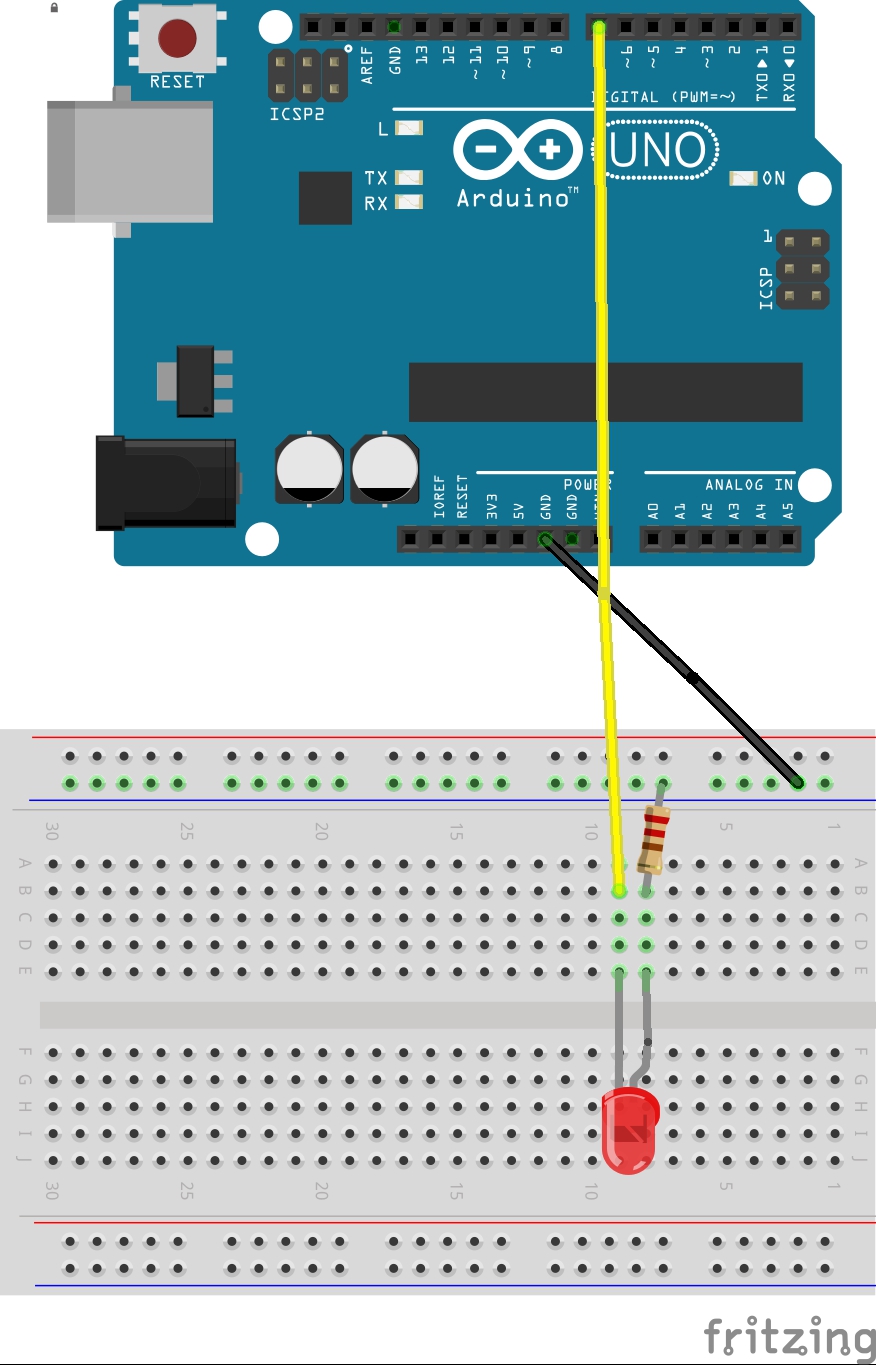 RESET
ICSP2
AREF
GND
13
12
~11
~10
~9
8
~6
~5
4
~3
2
TX0▶1
RX0◀0
DIGITAL (PWM=~)
L
TX
RX
Arduino™
UNO
ON
1
ICSP
POWER
ANALOG IN
IOREF
RESET
3V3
5V
GND
GND
VIN
A0
A1
A2
A3
A4
A5
30 25 20 15 10 5 1
A A
B B
C C
D D
E E
F F
G G
H H
I I
J J
30 25 20 15 10 5 1
fritzing